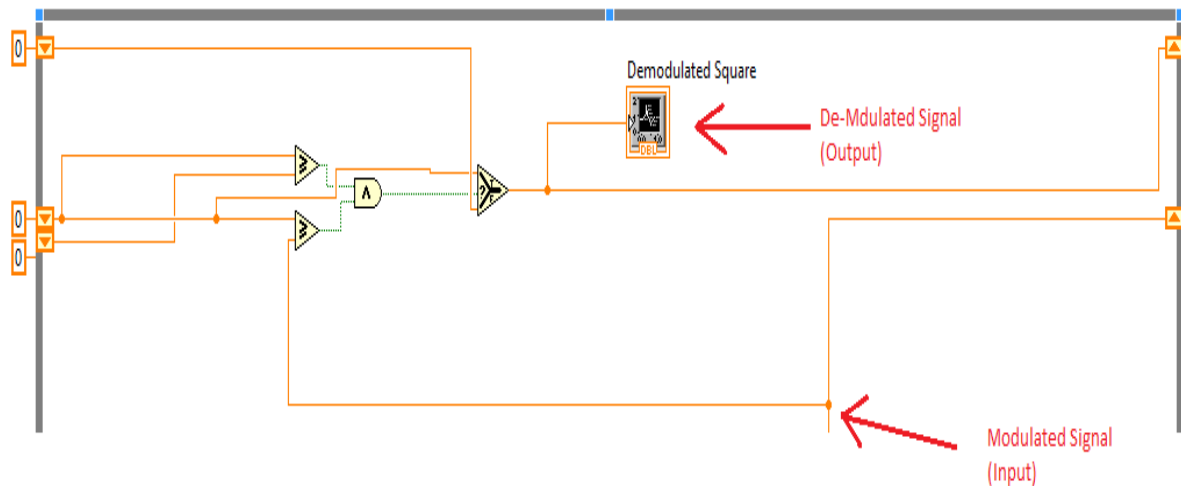 0
Demodulated Square
DBL
De-Mdulated Signal
(Output)
?
0
0
Modulated Signal
(Input)